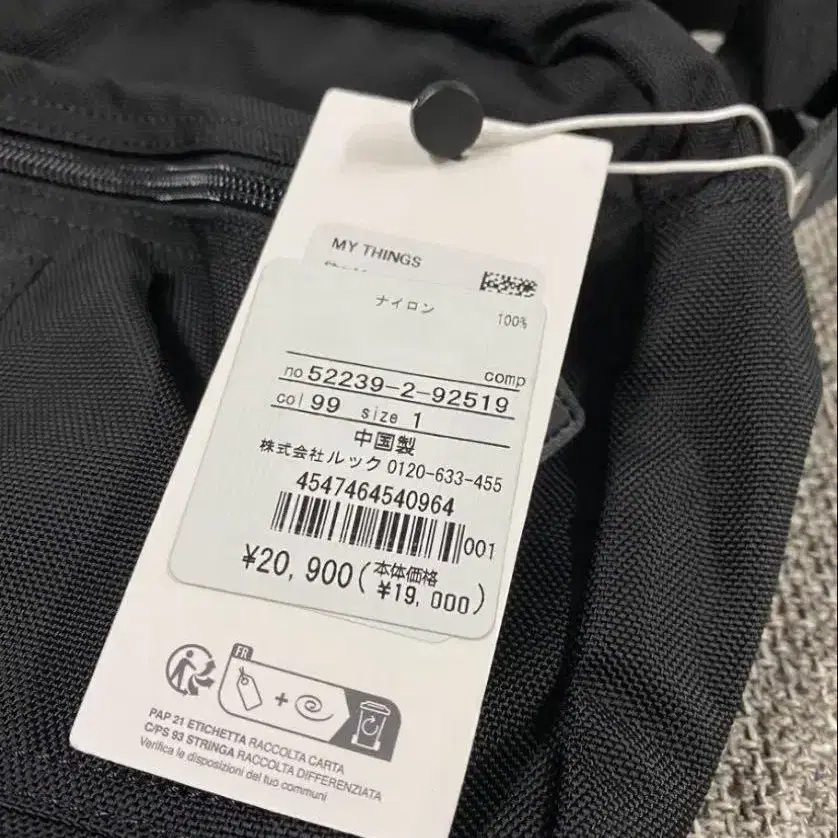 MY THINGS
ナイロン 100%
comp
no 52239-2-92519
col 99 size 1
中国製
株式会社ルック 0120-633-455
4547464540964
001
¥20,900(本体価格
¥19,000)
FR
+
PAP 21 ETICHETTA RACCOLTA CARTA
C/PS 93 STRINGA RACCOLTA DIFFERENZIATA
Verifica le disposizioni del tuo comuni